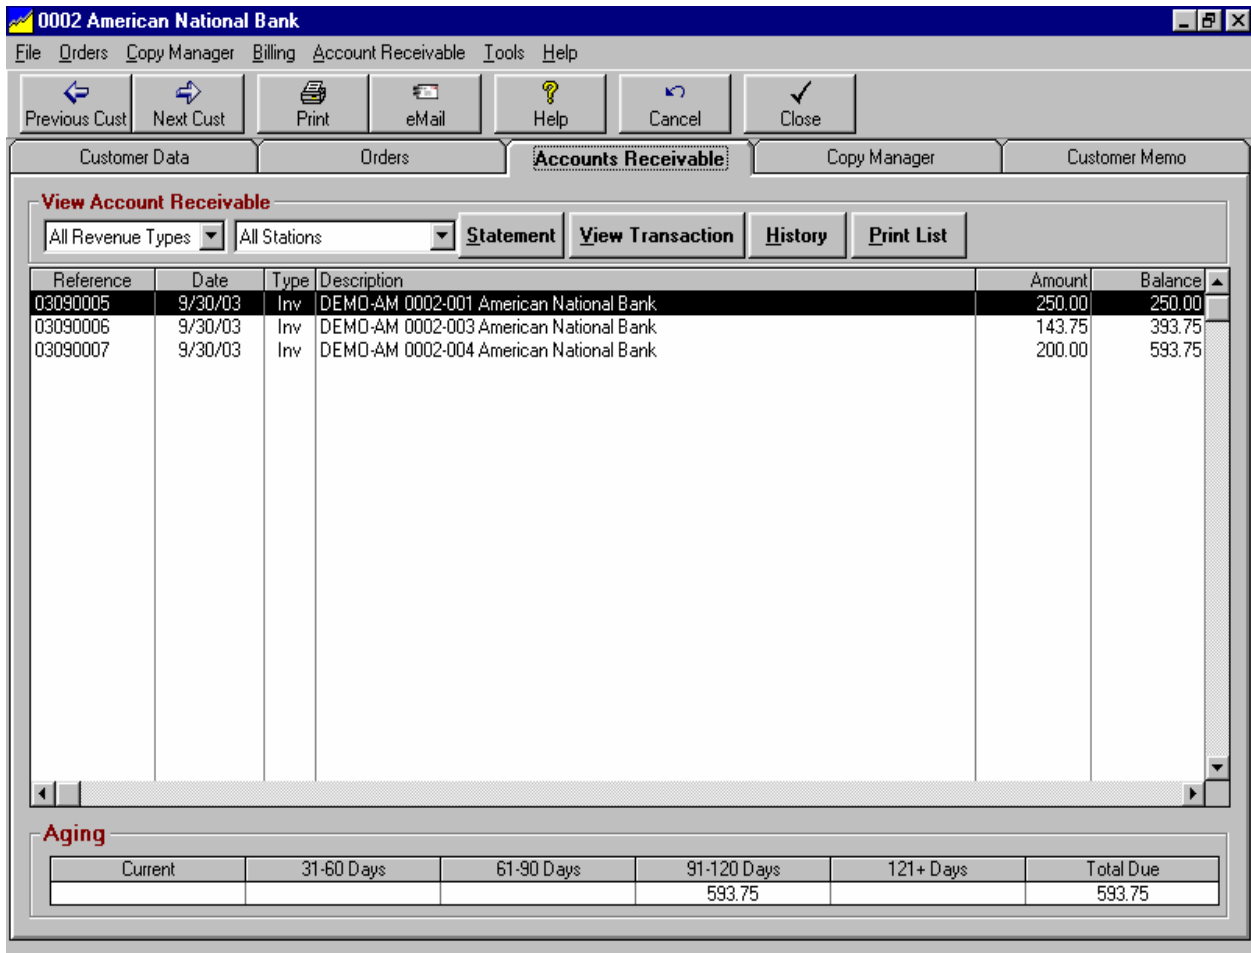 0002 American National Bank
File Orders Copy Manager Billing Account Receivable Tools Help
Previous Cust Next Cust Print eMail Help Cancel Close
Customer Data Orders Accounts Receivable Copy Manager Customer Memo
View Account Receivable
All Revenue Types All Stations Statement View Transaction History Print List
Reference Date Type Description Amount Balance
03090005 9/30/03 Inv DEMO-AM 0002-001 American National Bank 250.00 250.00
03090006 9/30/03 Inv DEMO-AM 0002-003 American National Bank 143.75 393.75
03090007 9/30/03 Inv DEMO-AM 0002-004 American National Bank 200.00 593.75
Aging
Current 31-60 Days 61-90 Days 91-120 Days 121+ Days Total Due
593.75 593.75